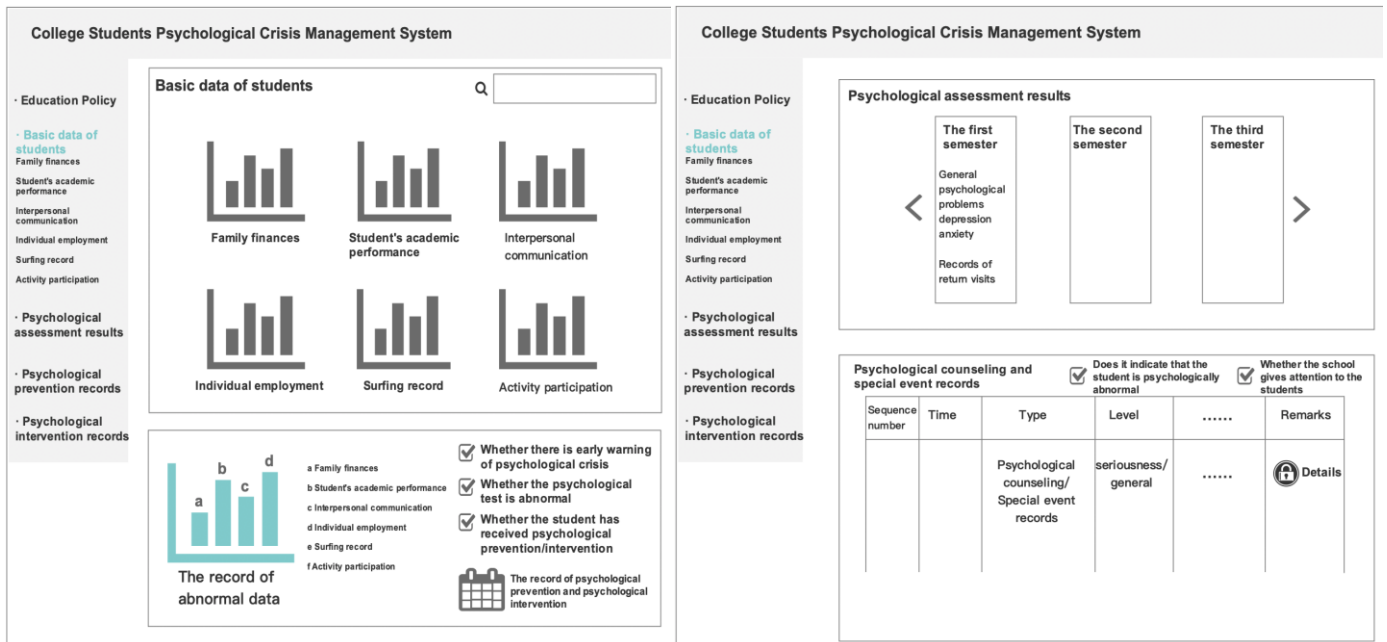 College Students Psychological Crisis Management System
· Education Policy
· Basic data of
students
Family finances
Student's academic
performance
Interpersonal
communication
Individual employment
Surfing record
Activity participation
· Psychological
assessment results
· Psychological
prevention records
· Psychological
intervention records
Basic data of students
Family finances
Student's academic
performance
Interpersonal
communication
Individual employment
Surfing record
Activity participation
a
b
c
d
The record of
abnormal data
a Family finances
b Student's academic performance
c Interpersonal communication
d Individual employment
e Surfing record
f Activity participation
Whether there is early warning
of psychological crisis
Whether the psychological
test is abnormal
Whether the student has
received psychological
prevention/intervention
The record of psychological
prevention and psychological
intervention
College Students Psychological Crisis Management System
· Education Policy
· Basic data of
students
Family finances
Student's academic
performance
Interpersonal
communication
Individual employment
Surfing record
Activity participation
· Psychological
assessment results
· Psychological
prevention records
· Psychological
intervention records
Psychological assessment results
The first
semester
General
psychological
problems
depression
anxiety
Records of
return visits
The second
semester
The third
semester
Psychological counseling and
special event records
Does it indicate that the
student is psychologically
abnormal
Whether the school
gives attention to the
students
Sequence
number
Time
Type
Level
......
Remarks
Psychological
counseling/
Special event
records
seriousness/
general
......
Details